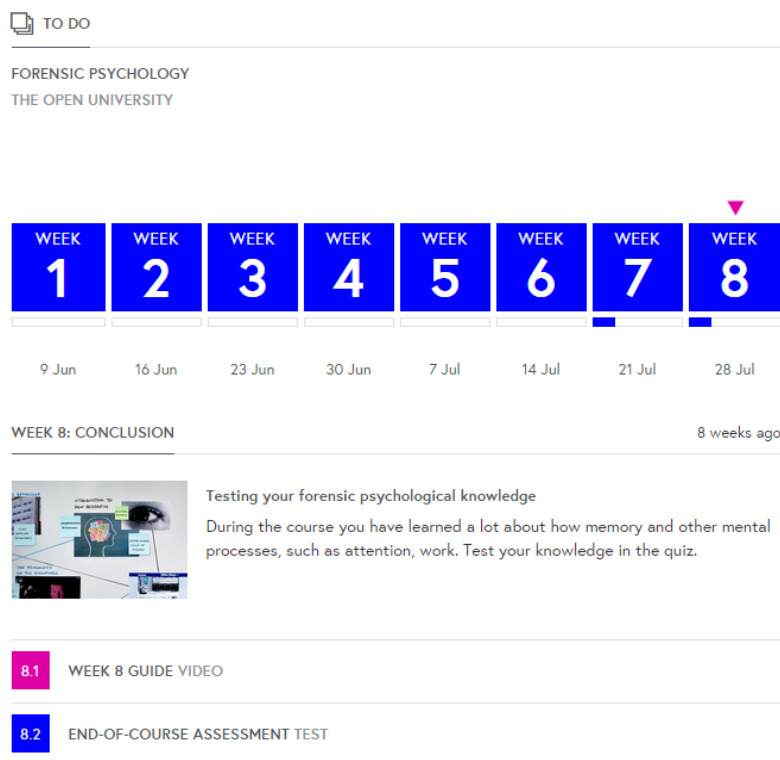 TO DO
FORENSIC PSYCHOLOGY
THE OPEN UNIVERSITY
WEEK WEEK WEEK WEEK WEEK WEEK WEEK WEEK
1 2 3 4 5 6 7 8
9 Jun 16 Jun 23 Jun 30 Jun 7 Jul 14 Jul 21 Jul 28 Jul
WEEK 8: CONCLUSION 8 weeks ago
Testing your forensic psychological knowledge
During the course you have learned a lot about how memory and other mental
processes, such as attention, work. Test your knowledge in the quiz.
8.1 WEEK 8 GUIDE VIDEO
8.2 END-OF-COURSE ASSESSMENT TEST